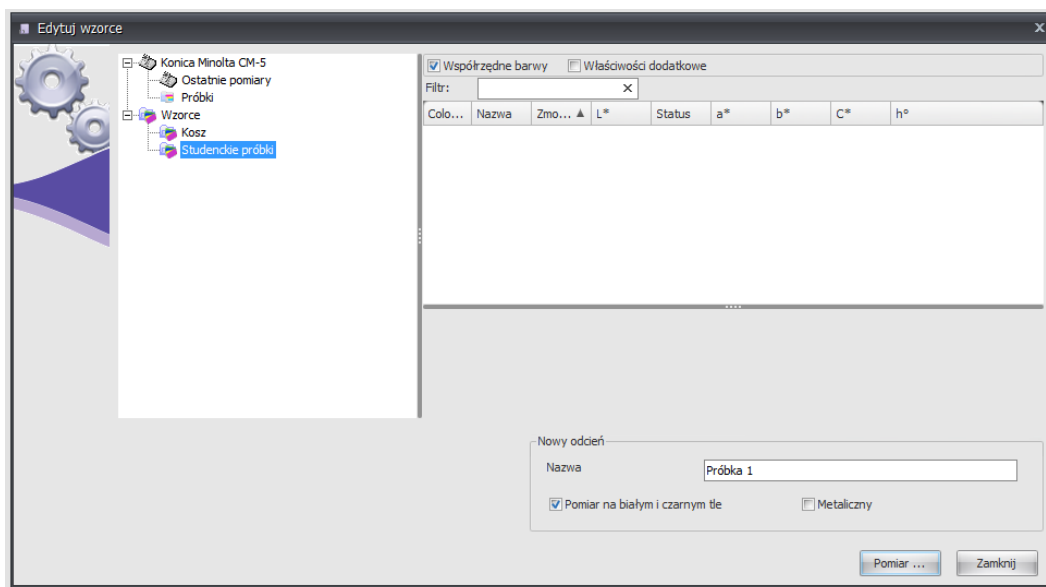 Edytuj wzorce
x
Konica Minolta CM-5
Ostatnie pomiary
Próbki
Wzorce
Kosz
Studenckie próbki
Współrzędne barwy Właściwości dodatkowe
Filtr: X
Colo... Nazwa Zmo... ▲ L* Status a* b* C* h°
Nowy odcień
Nazwa Próbka 1
Pomiar na białym i czarnym tle Metaliczny
Pomiar ... Zamknij